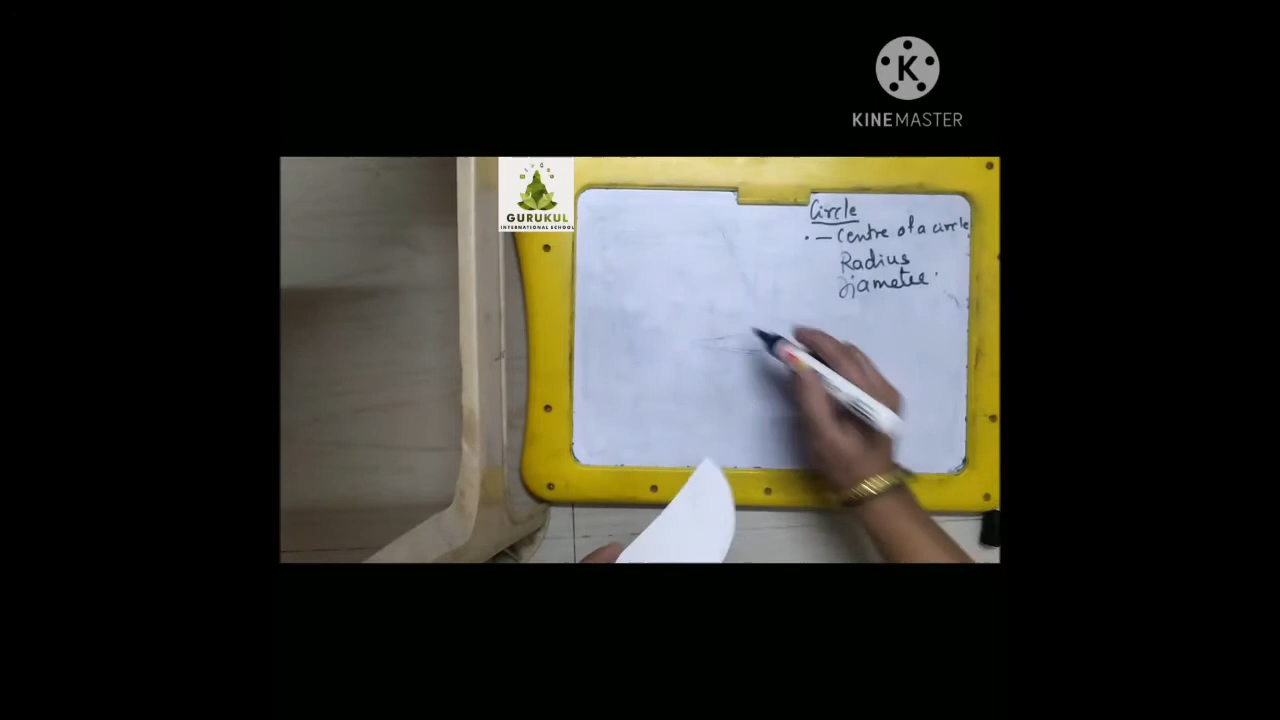 KINEMASTER
GURUKUL
INTERNATIONAL SCHOOL
Circle
. — Centre of a circle
Radius
Diameter